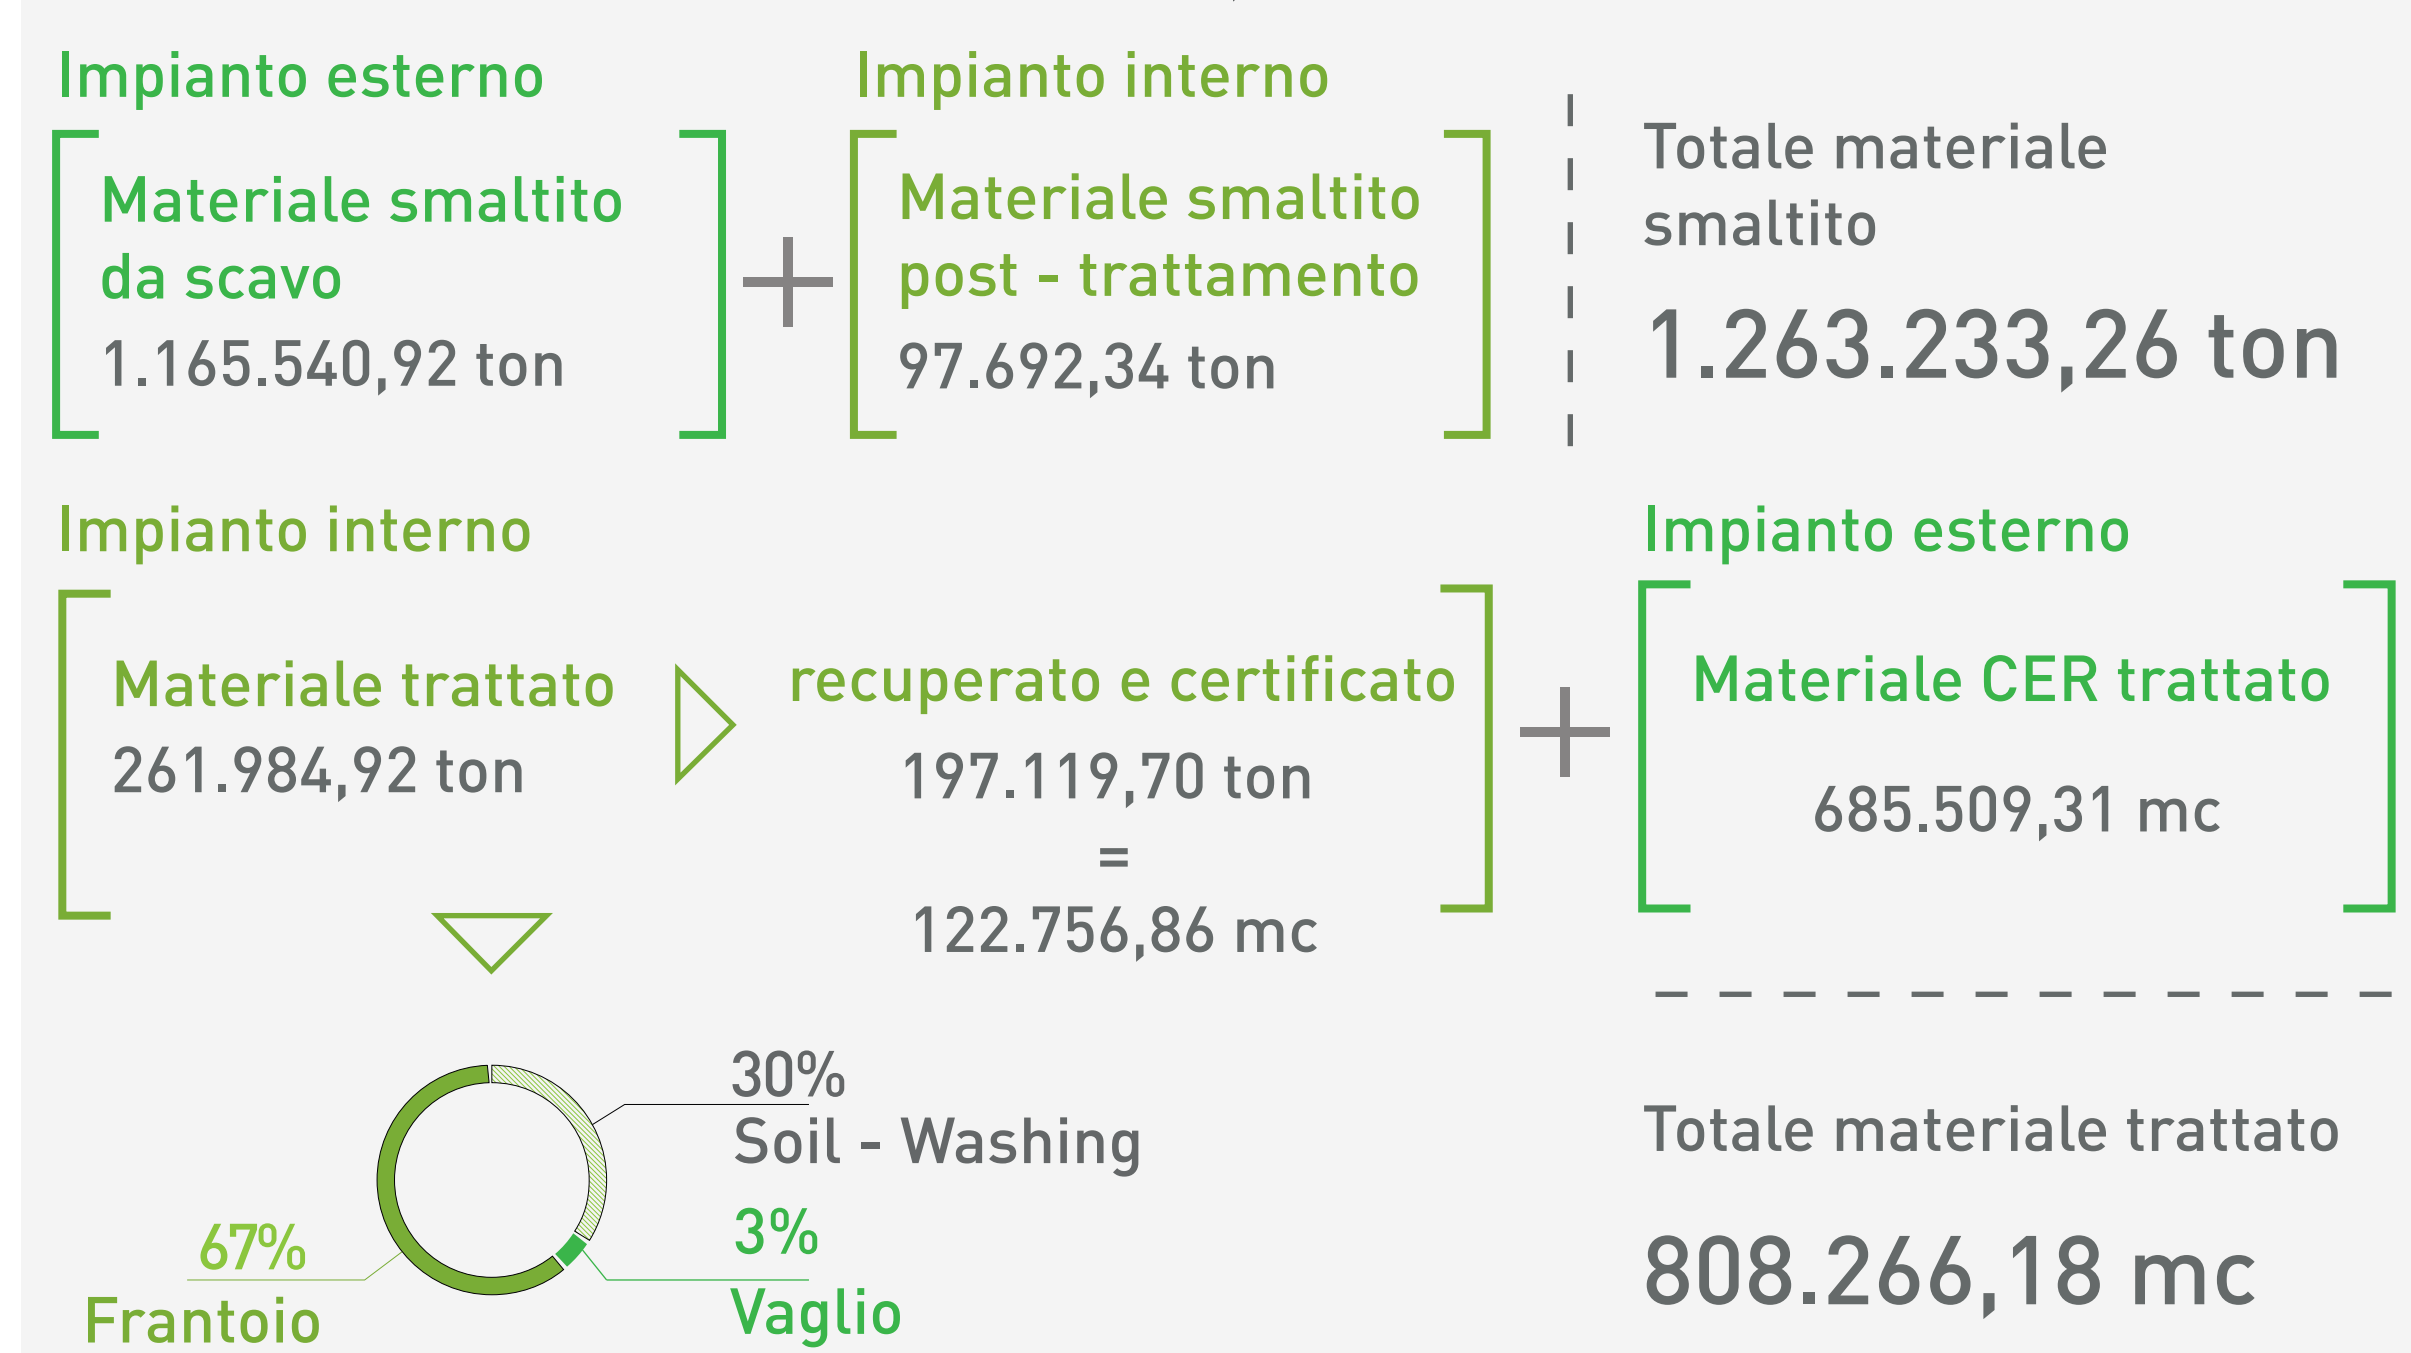 Impianto esterno
Materiale smaltito
da scavo
1.165.540,92 ton
+
Impianto interno
Materiale smaltito
post - trattamento
97.692,34 ton
Totale materiale
smaltito
1.263.233,26 ton
Impianto interno
Materiale trattato
261.984,92 ton
recuperato e certificato
197.119,70 ton
=
122.756,86 mc
+
Impianto esterno
Materiale CER trattato
685.509,31 mc
30%
Soil - Washing
3%
Vaglio
67%
Frantoio
Totale materiale trattato
808.266,18 mc